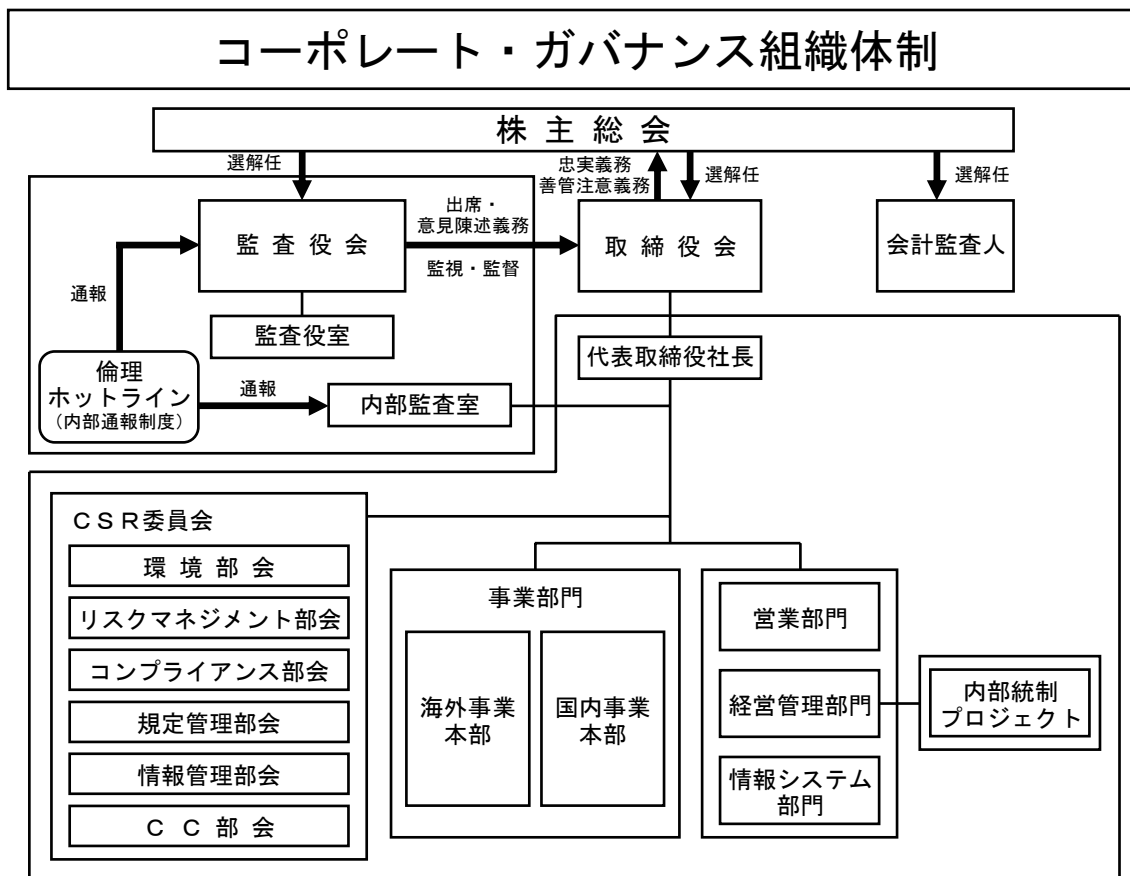 コーポレート・ガバナンス組織体制
株主総会
選解任
忠実義務
善管注意義務
選解任
選解任
監査役会
出席・
意見陳述義務
監視・監督
取締役会
会計監査人
通報
監査役室
代表取締役社長
倫理
ホットライン
（内部通報制度）
通報
内部監査室
ＣＳＲ委員会
環境部会
リスクマネジメント部会
コンプライアンス部会
規定管理部会
情報管理部会
ＣＣ部会
事業部門
海外事業
本部
国内事業
本部
営業部門
経営管理部門
情報システム
部門
内部統制
プロジェクト